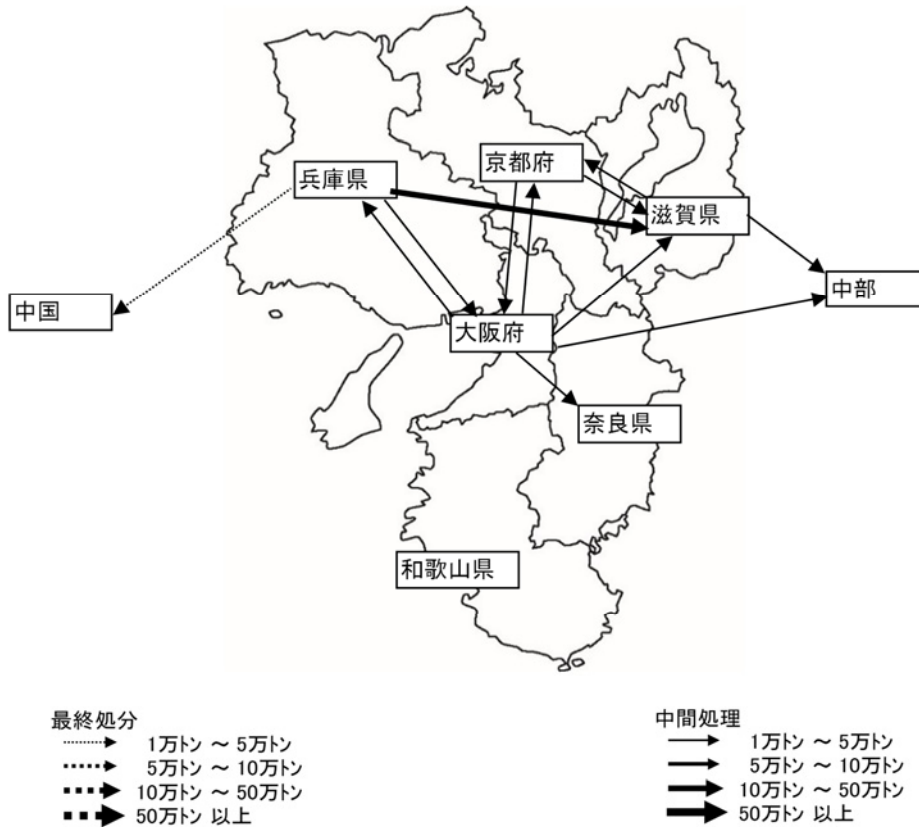 京都府
兵庫県
滋賀県
中部
中国
大阪府
奈良県
和歌山県
最終処分
1万トン ～ 5万トン
5万トン ～ 10万トン
10万トン ～ 50万トン
50万トン 以上
中間処理
1万トン ～ 5万トン
5万トン ～ 10万トン
10万トン ～ 50万トン
50万トン 以上